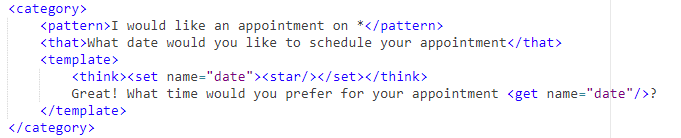 <category>
<pattern>I would like an appointment on *</pattern>
<that>What date would you like to schedule your appointment</that>
<template>
<think><set name="date"><star/></set></think>
Great! What time would you prefer for your appointment <get name="date"/>?
</template>
</category>